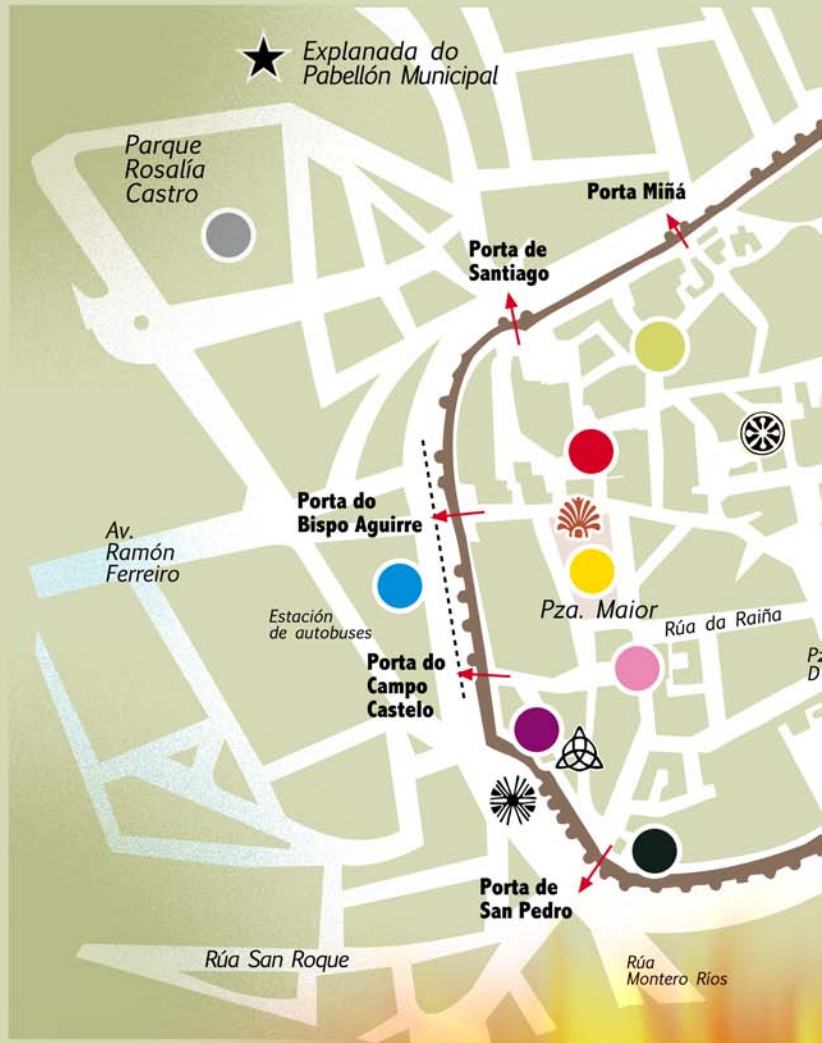 Explanada do
Pabellón Municipal
Parque
Rosalía
Castro
Porta Miñá
Porta de
Santiago
Porta do
Bispo Aguirre
Av.
Ramón
Ferreiro
Estación
de autobuses
Pza. Maior
Rúa da Raiña
Porta do
Campo
Castelo
Pz
D
Porta de
San Pedro
Rúa San Roque
Rúa
Montero Ríos